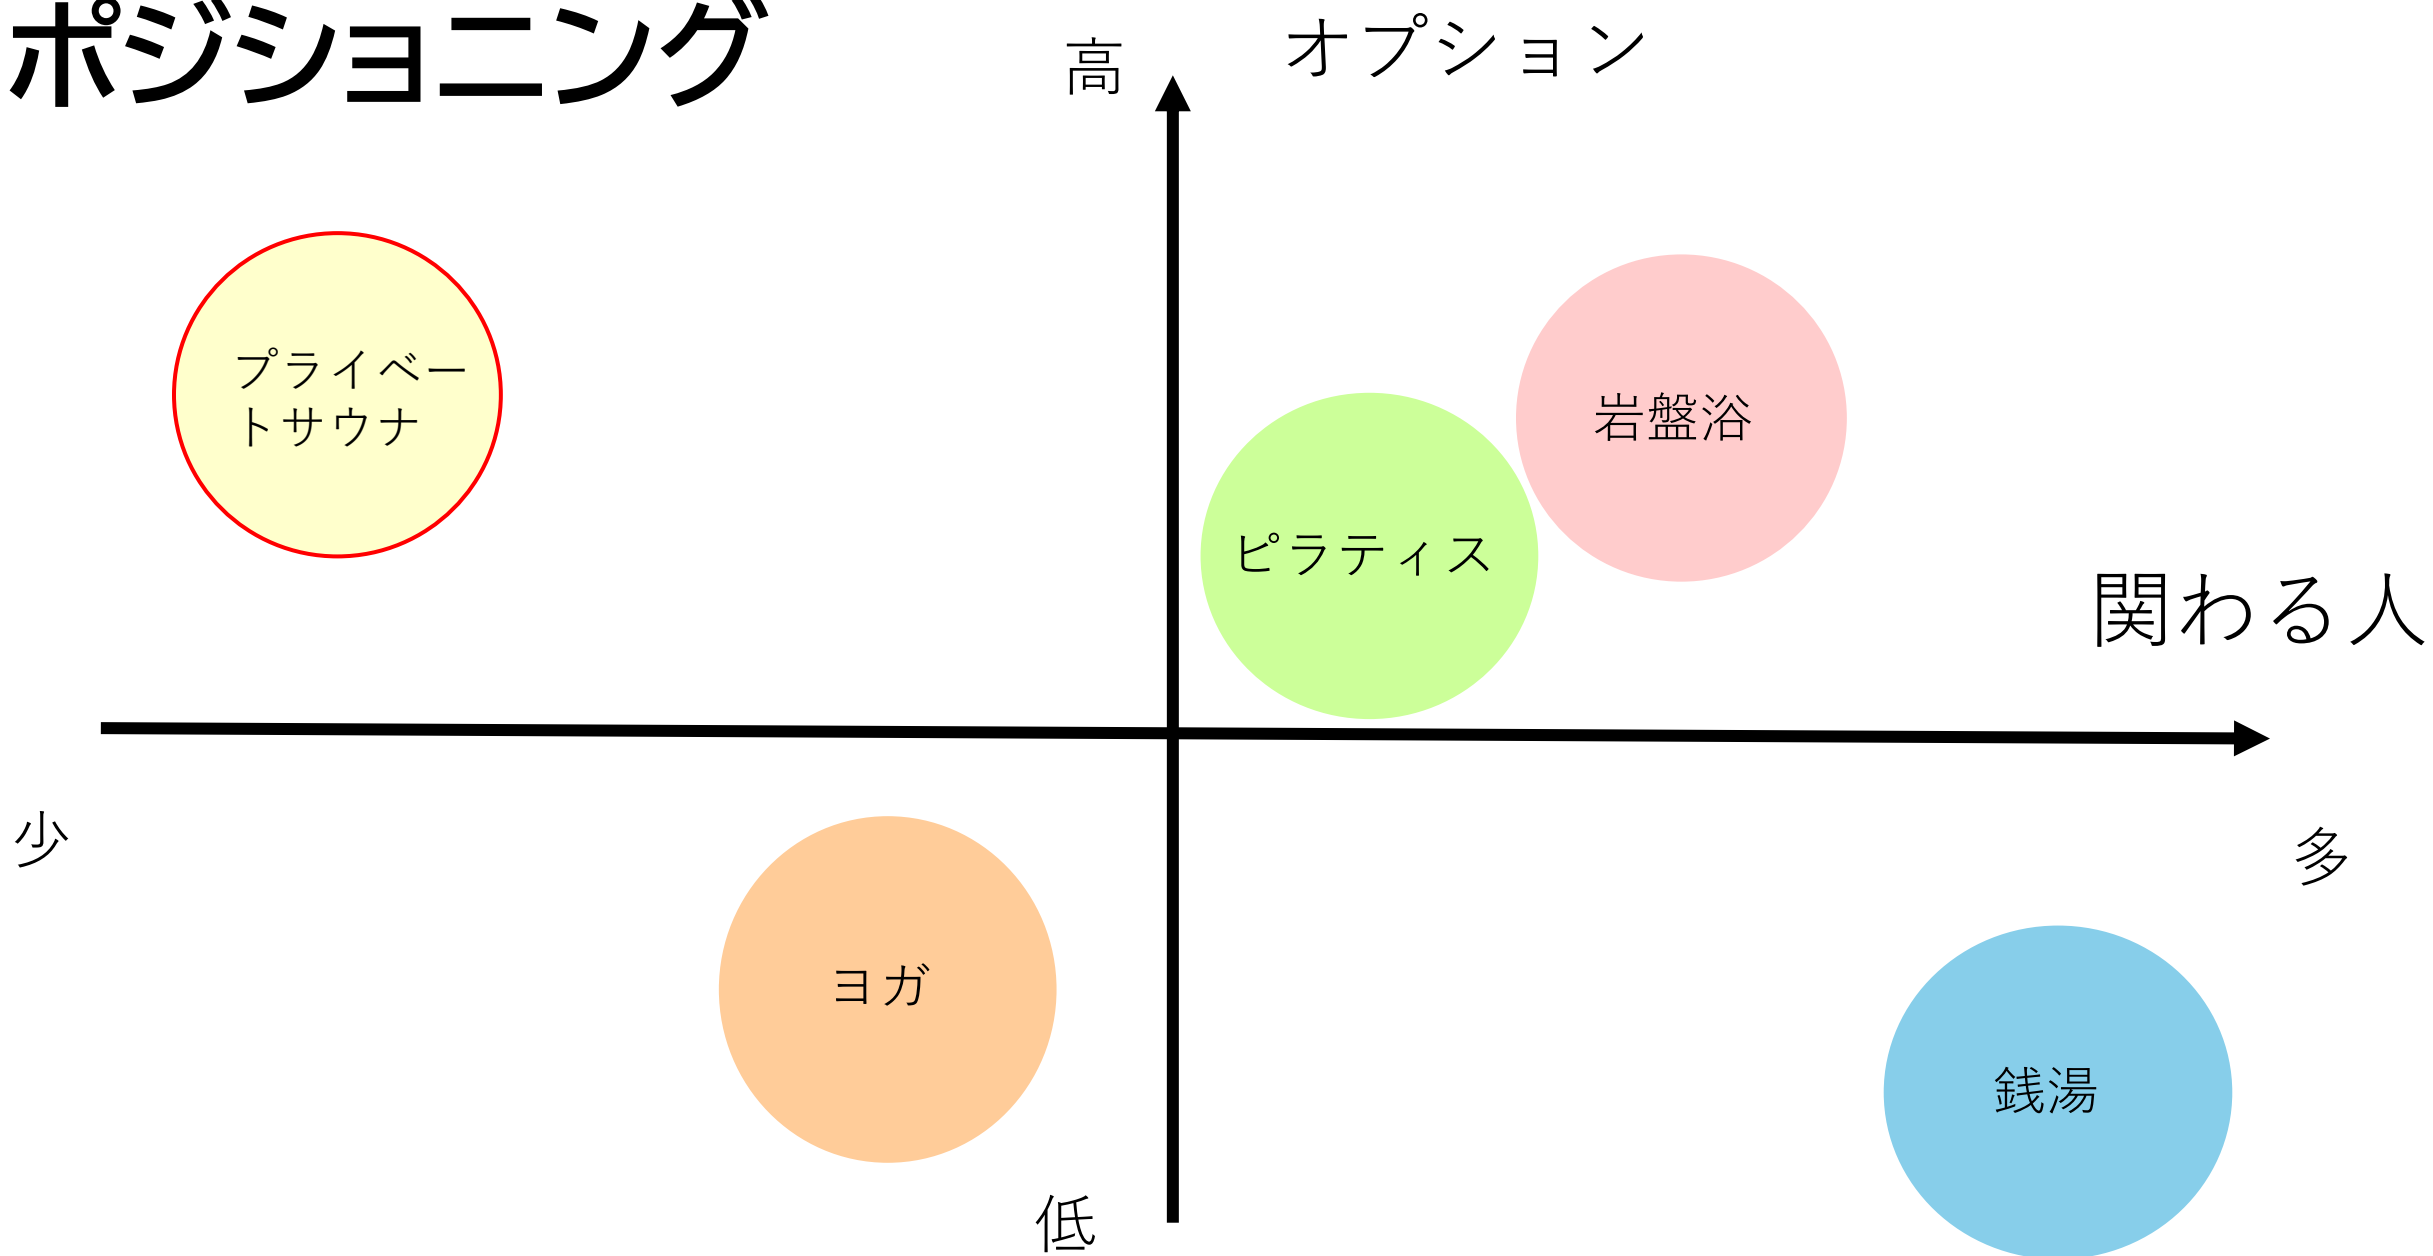 ポジショニング
高
オプション
プライベー
トサウナ
岩盤浴
ピラティス
関わる人
少
多
ヨガ
銭湯
低